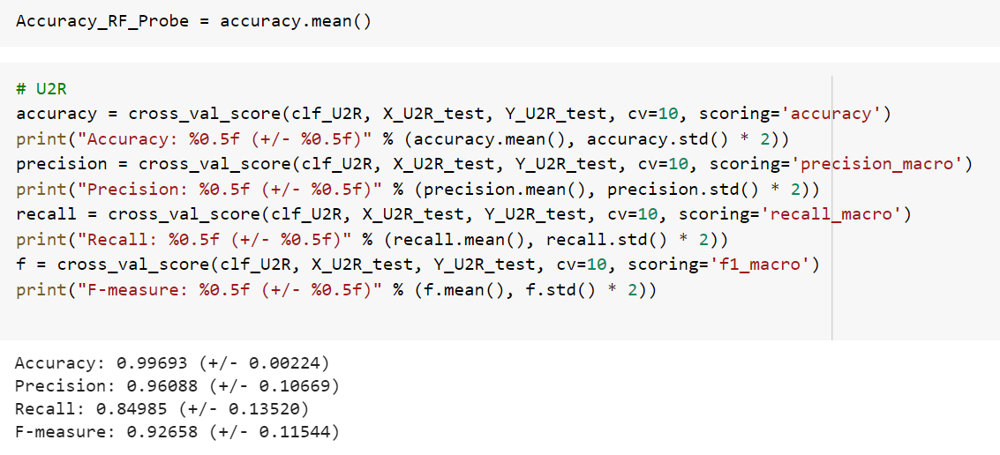 Accuracy_RF_Probe = accuracy.mean()
# U2R
accuracy = cross_val_score(clf_U2R, X_U2R_test, Y_U2R_test, cv=10, scoring='accuracy')
print("Accuracy: %0.5f (+/- %0.5f)" % (accuracy.mean(), accuracy.std() * 2))
precision = cross_val_score(clf_U2R, X_U2R_test, Y_U2R_test, cv=10, scoring='precision_macro')
print("Precision: %0.5f (+/- %0.5f)" % (precision.mean(), precision.std() * 2))
recall = cross_val_score(clf_U2R, X_U2R_test, Y_U2R_test, cv=10, scoring='recall_macro')
print("Recall: %0.5f (+/- %0.5f)" % (recall.mean(), recall.std() * 2))
f = cross_val_score(clf_U2R, X_U2R_test, Y_U2R_test, cv=10, scoring='f1_macro')
print("F-measure: %0.5f (+/- %0.5f)" % (f.mean(), f.std() * 2))
Accuracy: 0.99693 (+/- 0.00224)
Precision: 0.96088 (+/- 0.10669)
Recall: 0.84985 (+/- 0.13520)
F-measure: 0.92658 (+/- 0.11544)